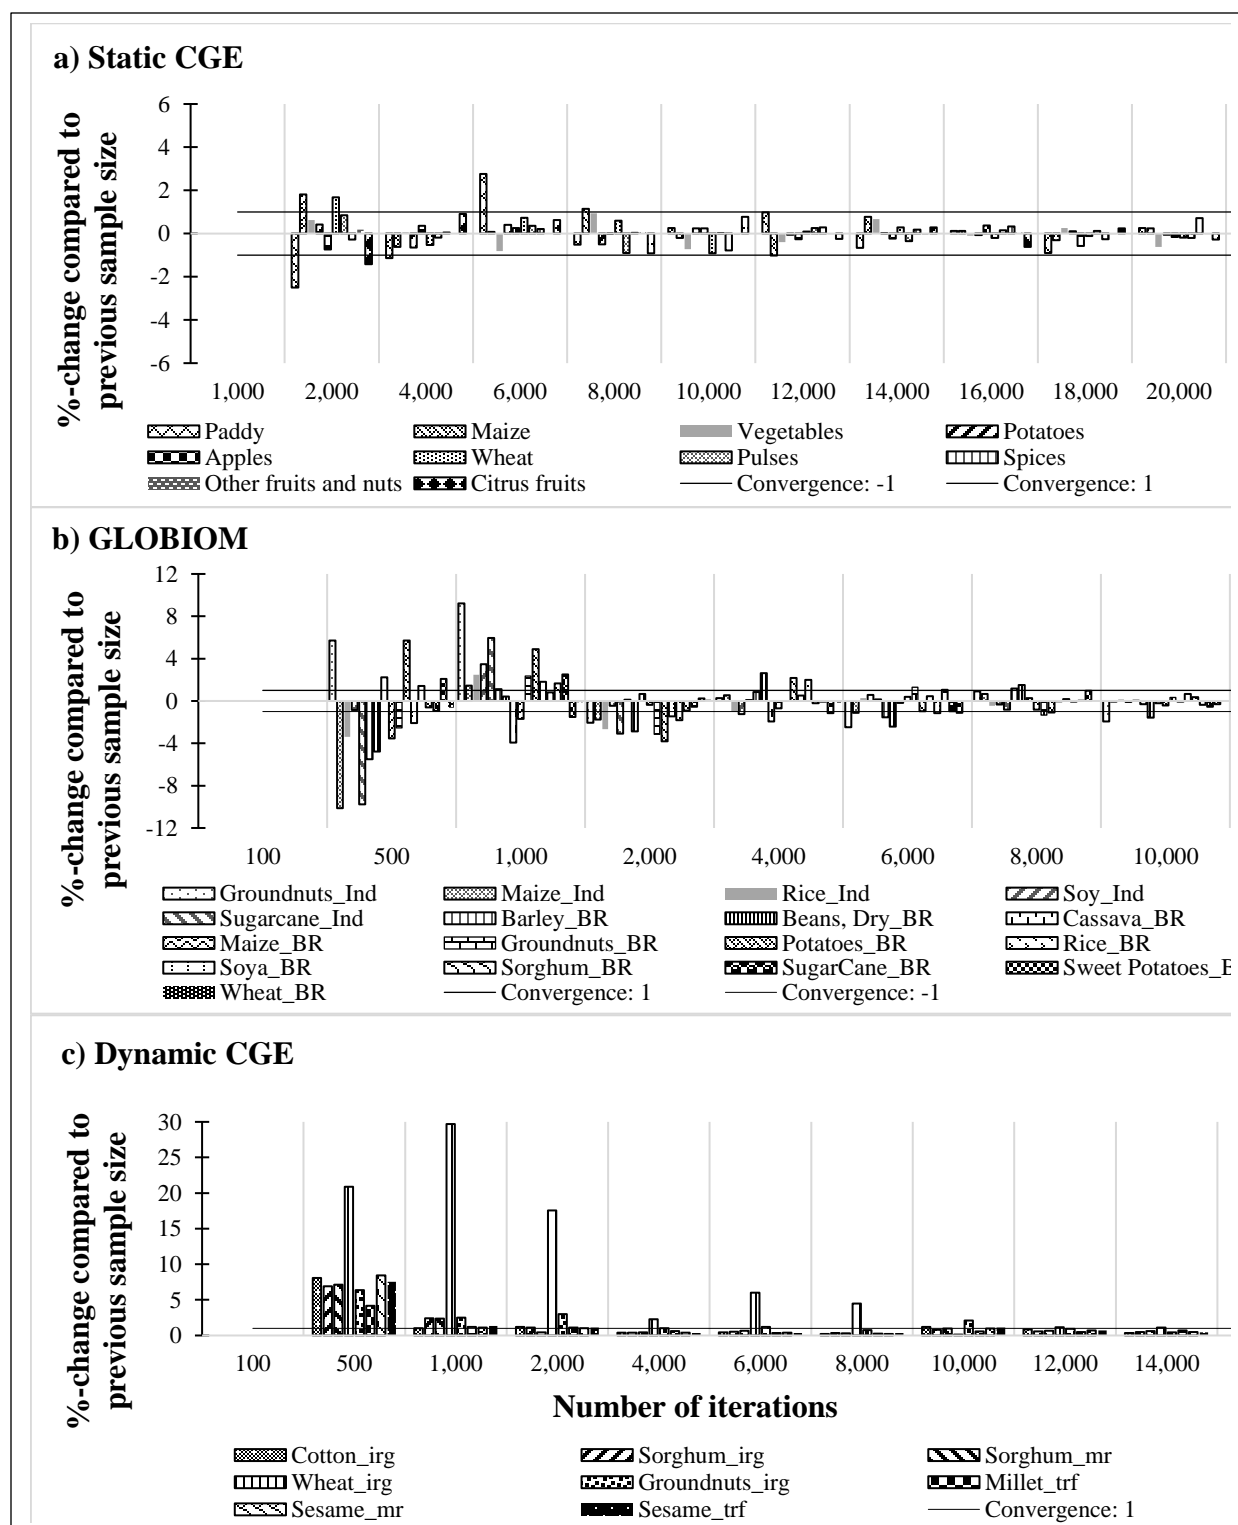 a) Static CGE
%-change compared to
previous sample size
6
4
2
0
-2
-4
-6
1,000 2,000 4,000 6,000 8,000 10,000 12,000 14,000 16,000 18,000 20,000
Paddy Maize Vegetables Potatoes
Apples Wheat Pulses Spices
Other fruits and nuts Citrus fruits Convergence: -1 Convergence: 1
b) GLOBIOM
%-change compared to
previous sample size
12
8
4
0
-4
-8
-12
100 500 1,000 2,000 4,000 6,000 8,000 10,000
Groundnuts_Ind Maize_Ind Rice_Ind Soy_Ind
Sugarcane_Ind Barley_BR Beans, Dry_BR Cassava_BR
Maize_BR Groundnuts_BR Potatoes_BR Rice_BR
Soya_BR Sorghum_BR SugarCane_BR Sweet Potatoes_B
Wheat_BR Convergence: 1 Convergence: -1
c) Dynamic CGE
%-change compared to
previous sample size
30
25
20
15
10
5
0
100 500 1,000 2,000 4,000 6,000 8,000 10,000 12,000 14,000
Number of iterations
Cotton_irg Sorghum_irg Sorghum_mr
Wheat_irg Groundnuts_irg Millet_trf
Sesame_mr Sesame_trf Convergence: 1